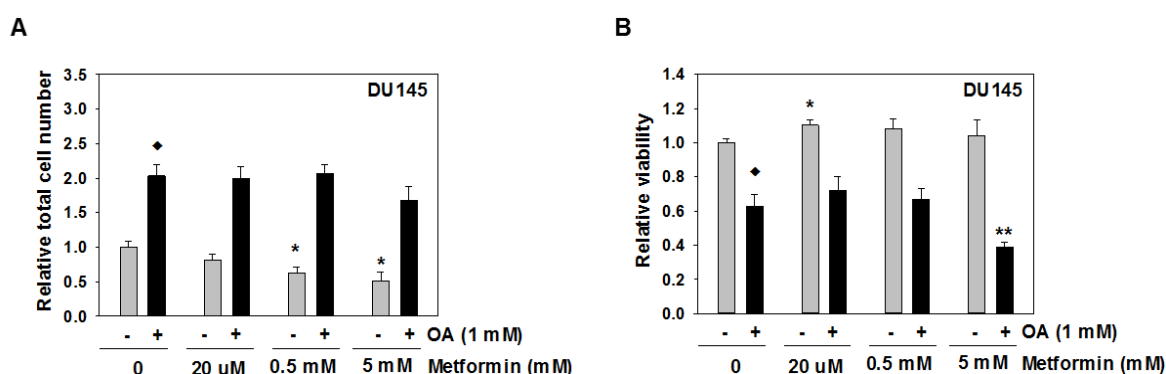 A
Relative total cell number
3.5
3.0
2.5
2.0
1.5
1.0
0.5
0.0
DU145
◆
*
*
- + - + - + - + OA (1 mM)
0 20 uM 0.5 mM 5 mM Metformin (mM)
B
Relative viability
1.4
1.2
1.0
0.8
0.6
0.4
0.2
0.0
DU145
*
◆
**
- + - + - + - + OA (1 mM)
0 20 uM 0.5 mM 5 mM Metformin (mM)